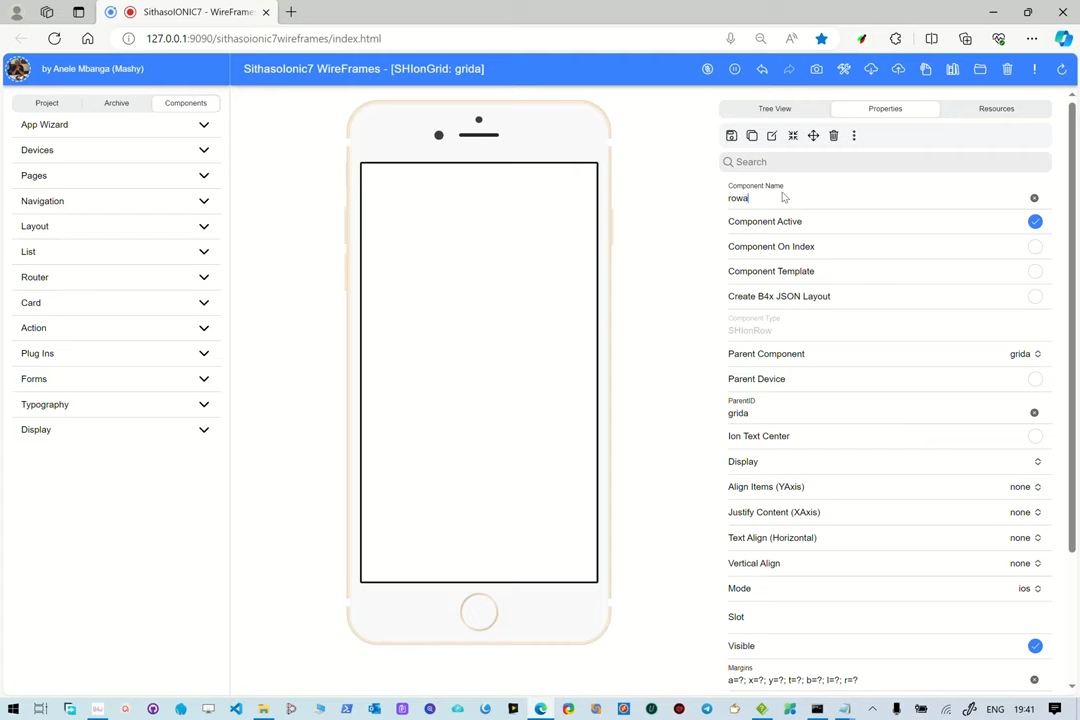 SithasoIONIC7 - WireFrames
127.0.0.1:9090/sithasoionic7wireframes/index.html
by Anele Mbanga (Mashy)
SithasoIonic7 WireFrames - [SHIonGrid: grida]
Project
Archive
Components
App Wizard
Devices
Pages
Navigation
Layout
List
Router
Card
Action
Plug Ins
Forms
Typography
Display
Tree View
Properties
Resources
Search
Component Name
rowa
Component Active
Component On Index
Component Template
Create B4x JSON Layout
Component Type
SHIonRow
Parent Component
grida
Parent Device
ParentID
grida
Ion Text Center
Display
Align Items (YAxis)
none
Justify Content (XAxis)
none
Text Align (Horizontal)
none
Vertical Align
none
Mode
ios
Slot
Visible
Margins
a=?; x=?; y=?; t=?; b=?; l=?; r=?
ENG
19:41